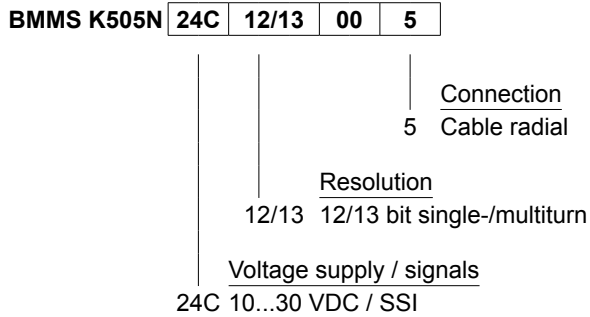 BMMS K505N 24C 12/13 00 5
Connection
5 Cable radial
Resolution
12/13 12/13 bit single-/multiturn
Voltage supply / signals
24C 10...30 VDC / SSI